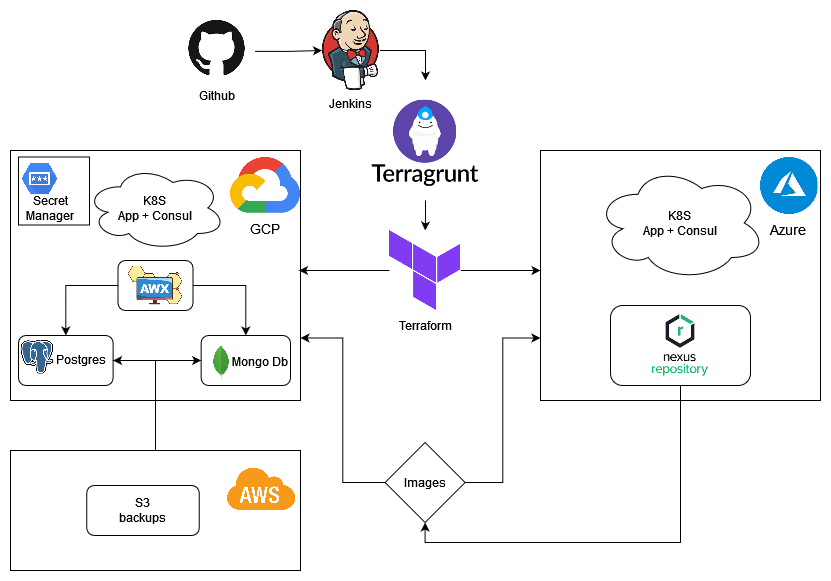 Github
Jenkins
Terragrunt
Secret
Manager
K8S
App + Consul
GCP
K8S
App + Consul
Azure
AWX
Terraform
Postgres
Mongo Db
r
nexus
repository
Images
AWS
S3
backups